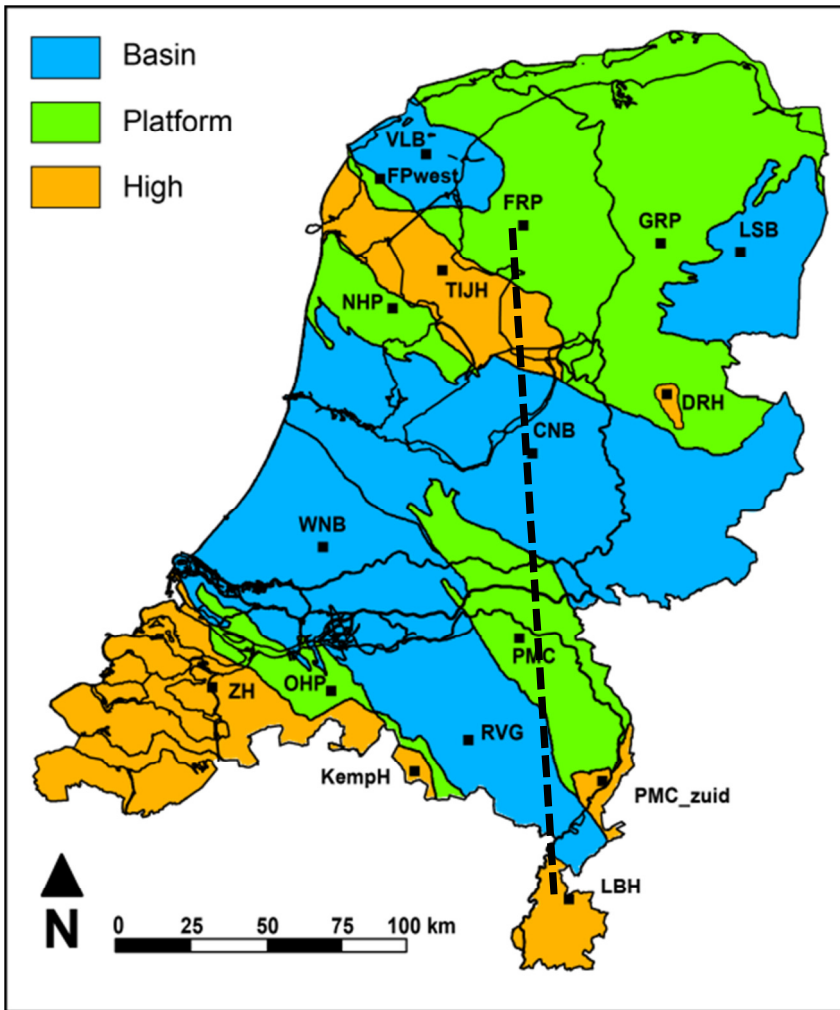 Basin
Platform
High
VLB
FPwest
FRP
GRP
LSB
TIJH
NHP
DRH
CNB
WNB
PMC
ZH
OHP
RVG
KempH
PMC_zuid
LBH
N
0 25 50 75 100 km